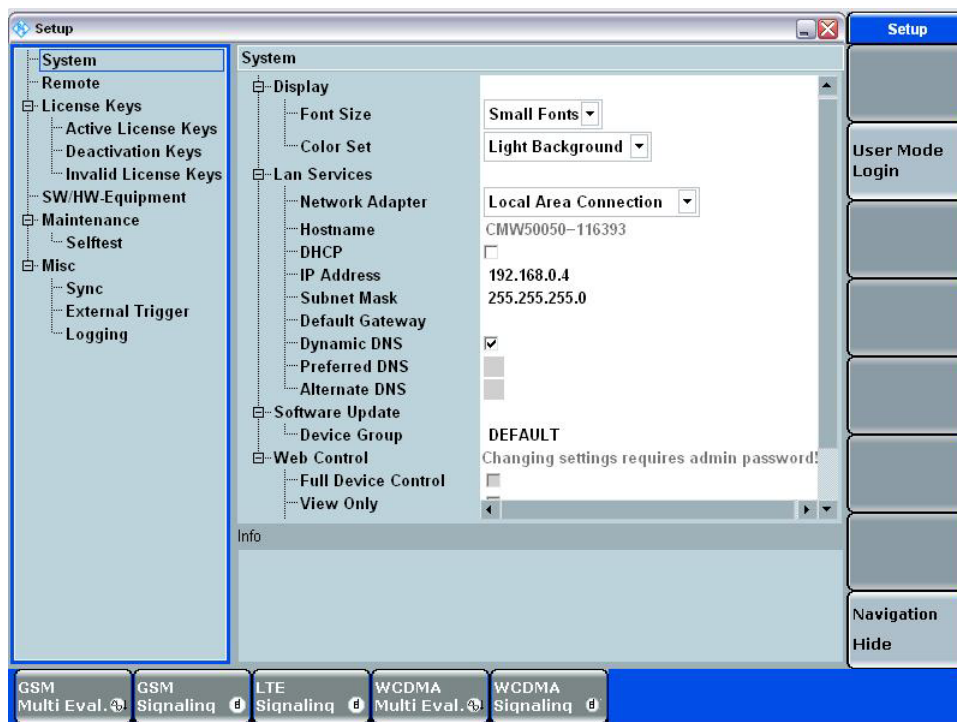 Setup
Setup
System
Remote
License Keys
Active License Keys
Deactivation Keys
Invalid License Keys
SW/HW-Equipment
Maintenance
Selftest
Misc
Sync
External Trigger
Logging
System
Display
Font Size Small Fonts
Color Set Light Background
Lan Services
Network Adapter Local Area Connection
Hostname CMW50050-116393
DHCP
IP Address 192.168.0.4
Subnet Mask 255.255.255.0
Default Gateway
Dynamic DNS
Preferred DNS
Alternate DNS
Software Update
Device Group DEFAULT
Web Control Changing settings requires admin password!
Full Device Control
View Only
Info
User Mode
Login
Navigation
Hide
GSM
Multi Eval.
GSM
Signaling
LTE
Signaling
WCDMA
Multi Eval.
WCDMA
Signaling